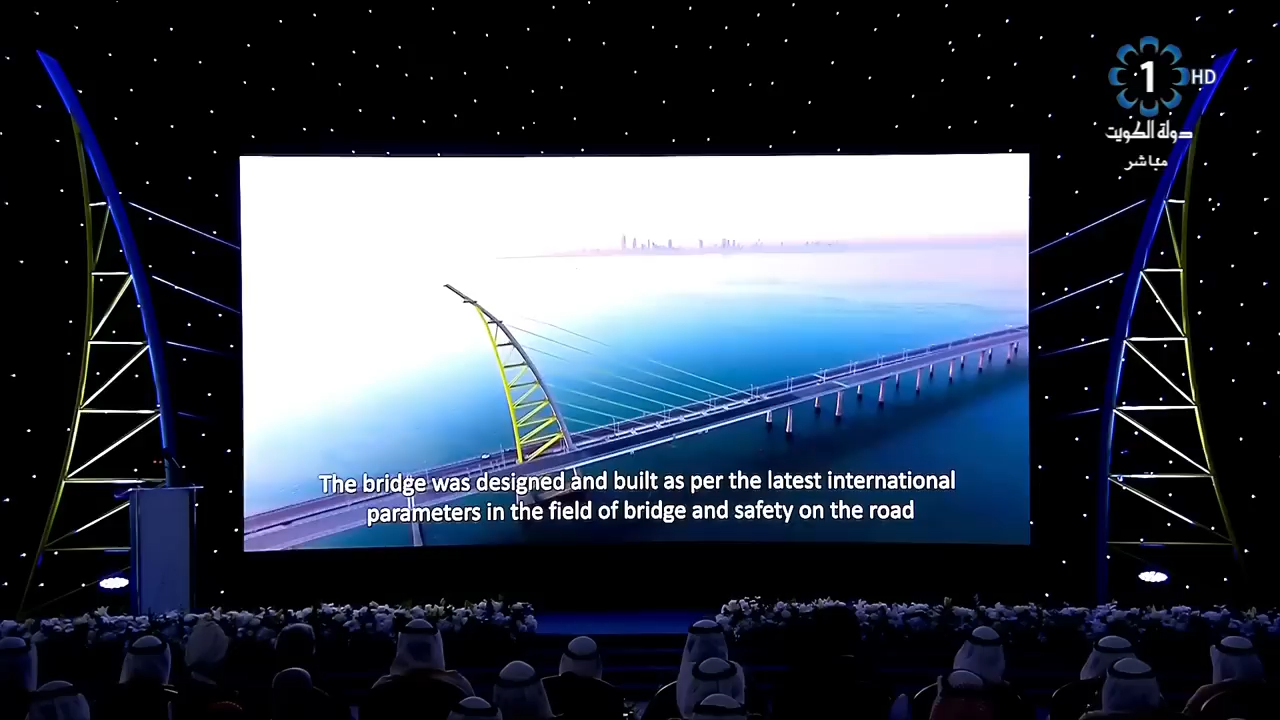 1 HD
دولة الكويت
مباشر
The bridge was designed and built as per the latest international
parameters in the field of bridge and safety on the road